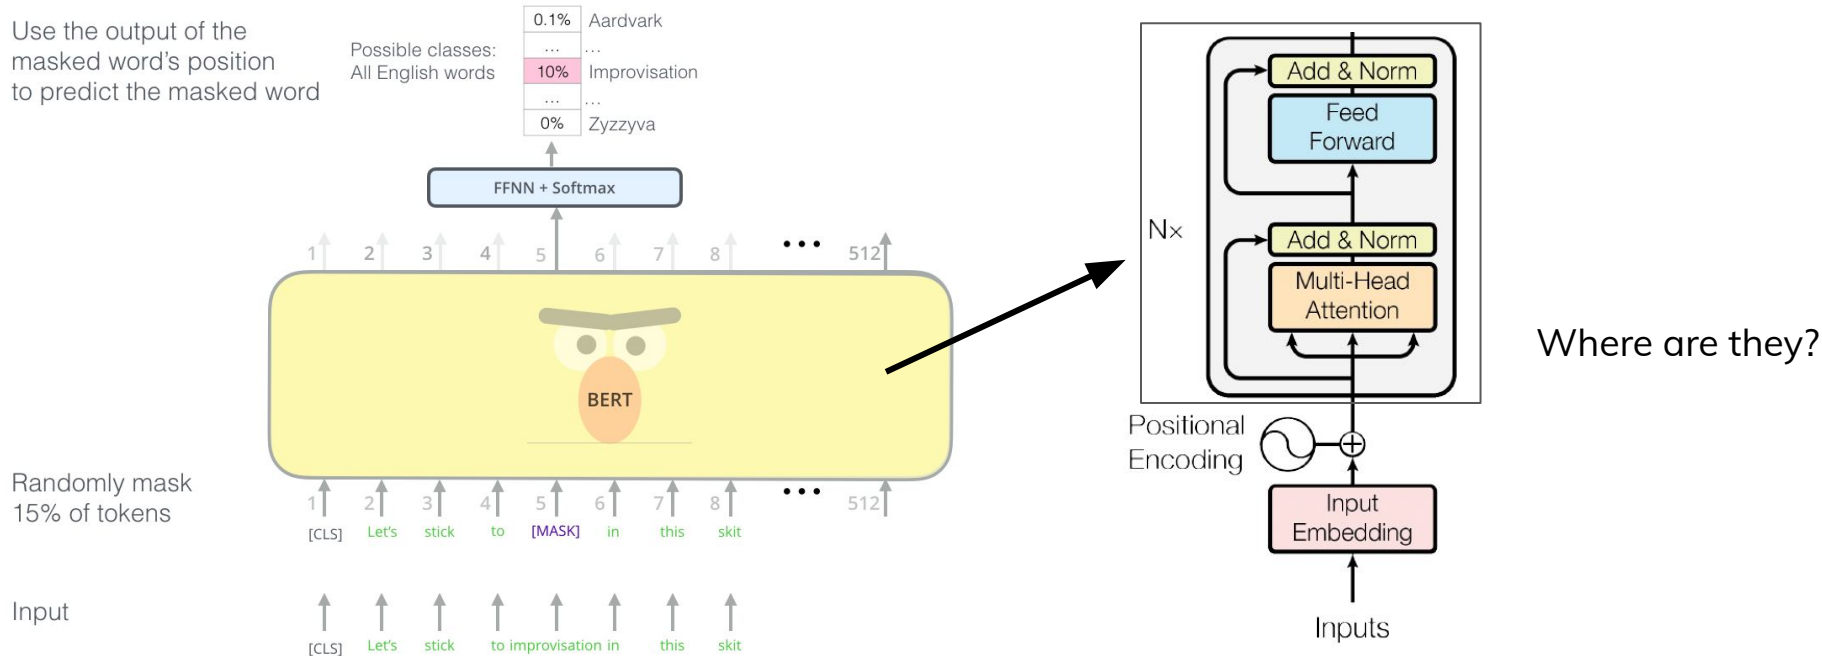 Use the output of the
masked word's position
to predict the masked word
Possible classes:
All English words
0.1% Aardvark
... ...
10% Improvisation
... ...
0% Zyzzyva
FFNN + Softmax
1 2 3 4 5 6 7 8 ... 512
BERT
Randomly mask
15% of tokens
1 2 3 4 5 6 7 8 ... 512
[CLS] Let's stick to [MASK] in this skit
Input
[CLS] Let's stick to improvisation in this skit
Add & Norm
Feed
Forward
N×
Add & Norm
Multi-Head
Attention
Positional
Encoding
Input
Embedding
Inputs
Where are they?